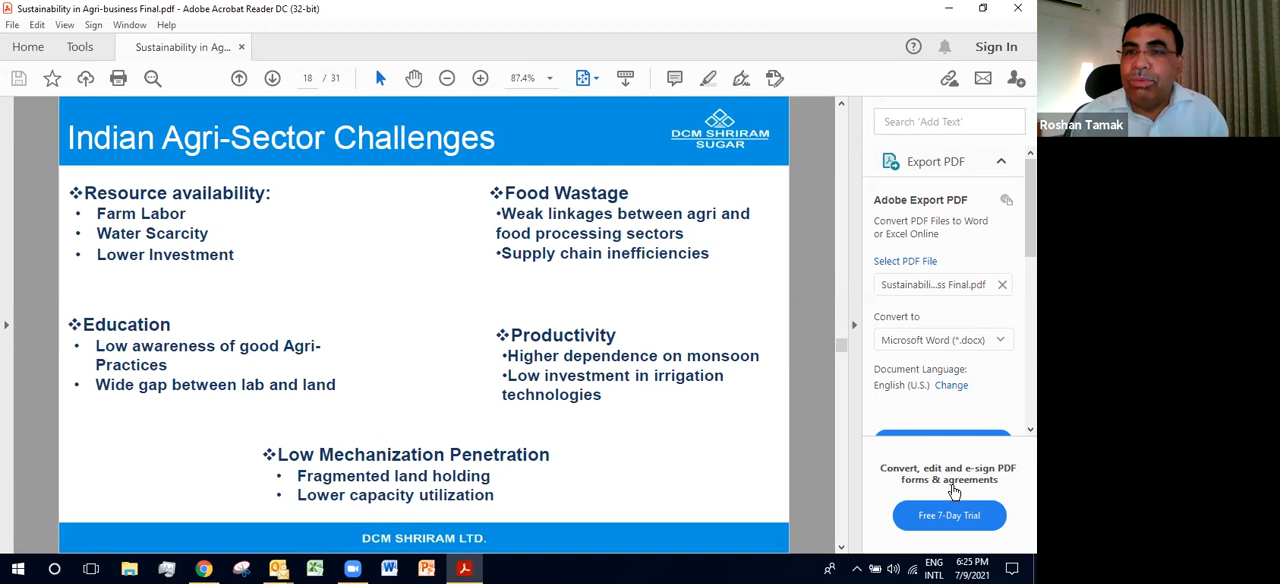 Sustainability in Agri-business Final.pdf - Adobe Acrobat Reader DC (32-bit)
File Edit View Sign Window Help
Home Tools Sustainability in Ag... × Sign In
18 / 31 87.4%
Indian Agri-Sector Challenges
DCM SHRIRAM
SUGAR
❖Resource availability:
• Farm Labor
• Water Scarcity
• Lower Investment
❖Food Wastage
•Weak linkages between agri and
food processing sectors
•Supply chain inefficiencies
❖Education
• Low awareness of good Agri-
Practices
• Wide gap between lab and land
❖Productivity
•Higher dependence on monsoon
•Low investment in irrigation
technologies
❖Low Mechanization Penetration
• Fragmented land holding
• Lower capacity utilization
DCM SHRIRAM LTD.
Search 'Add Text'
Export PDF
Adobe Export PDF
Convert PDF Files to Word
or Excel Online
Select PDF File
Sustainabili...ss Final.pdf
Convert to
Microsoft Word (*.docx)
Document Language:
English (U.S.) Change
Convert, edit and e-sign PDF
forms & agreements
Free 7-Day Trial
Roshan Tamak
ENG
INTL
6:25 PM
7/9/2021